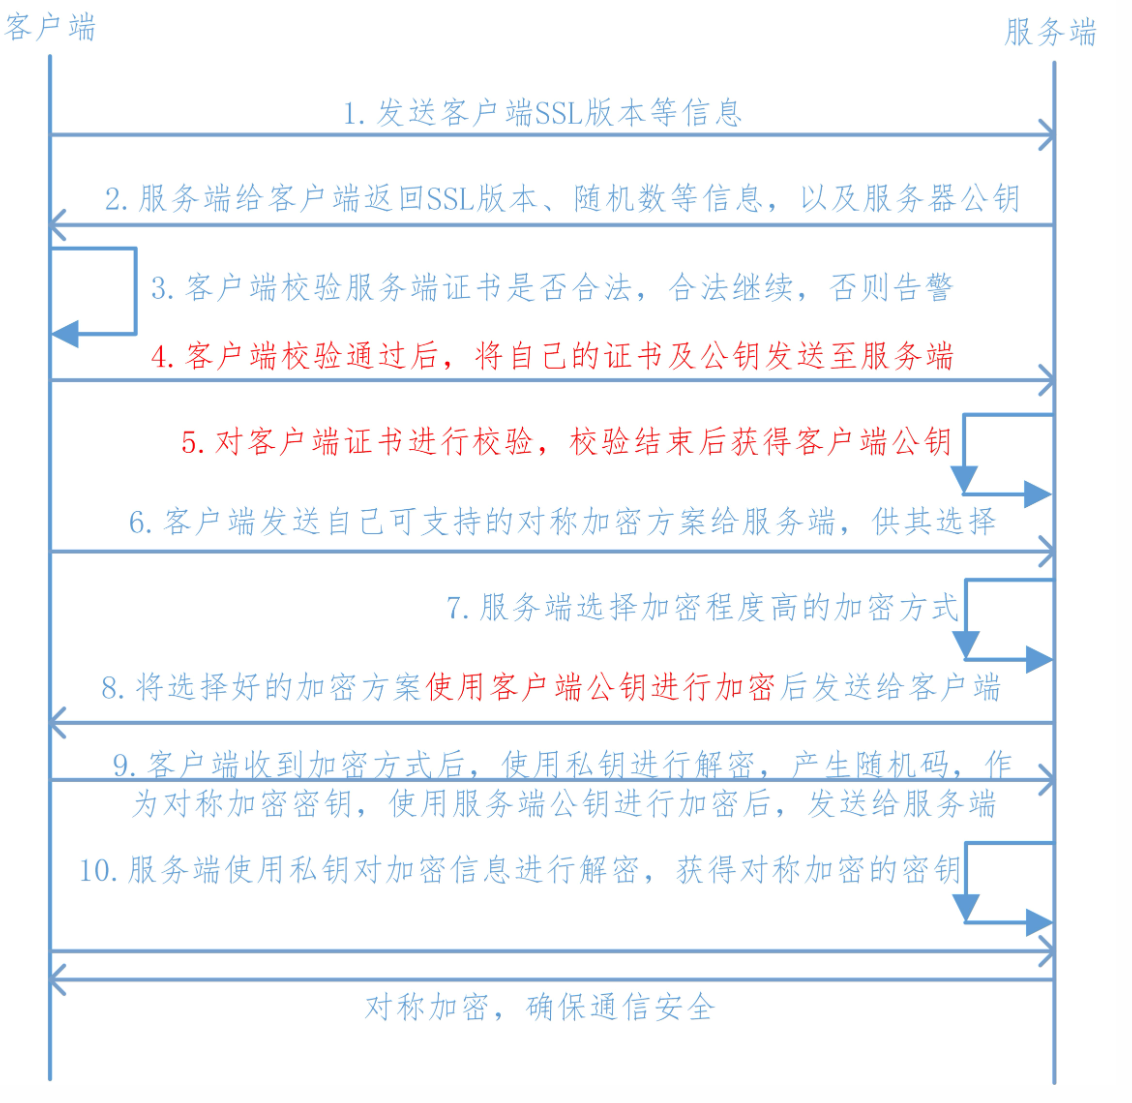 客户端
服务端
1.发送客户端SSL版本等信息
2.服务端给客户端返回SSL版本、随机数等信息，以及服务器公钥
3.客户端校验服务端证书是否合法，合法继续，否则告警
4.客户端校验通过后，将自己的证书及公钥发送至服务端
5.对客户端证书进行校验，校验结束后获得客户端公钥
6.客户端发送自己可支持的对称加密方案给服务端，供其选择
7.服务端选择加密程度高的加密方式
8.将选择好的加密方案使用客户端公钥进行加密后发送给客户端
9.客户端收到加密方式后，使用私钥进行解密，产生随机码，作
为对称加密密钥，使用服务端公钥进行加密后，发送给服务端
10.服务端使用私钥对加密信息进行解密，获得对称加密的密钥
对称加密，确保通信安全